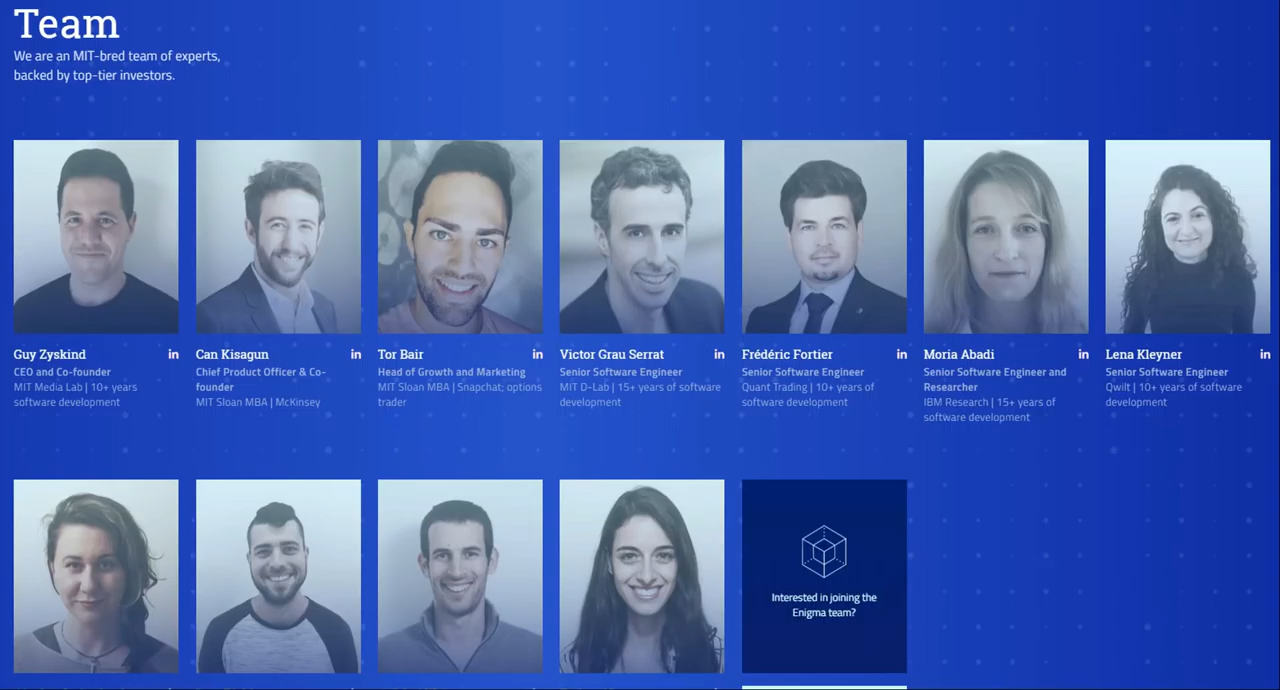 Team
We are an MIT-bred team of experts,
backed by top-tier investors.
Guy Zyskind in
CEO and Co-founder
MIT Media Lab | 10+ years
software development
Can Kisagun in
Chief Product Officer & Co-
founder
MIT Sloan MBA | McKinsey
Tor Bair in
Head of Growth and Marketing
MIT Sloan MBA | Snapchat; options
trader
Victor Grau Serrat in
Senior Software Engineer
MIT D-Lab | 15+ years of software
development
Frédéric Fortier in
Senior Software Engineer
Quant Trading | 10+ years of
software development
Moria Abadi in
Senior Software Engineer and
Researcher
IBM Research | 15+ years of
software development
Lena Kleyner in
Senior Software Engineer
Qwilt | 10+ years of software
development
Interested in joining the
Enigma team?